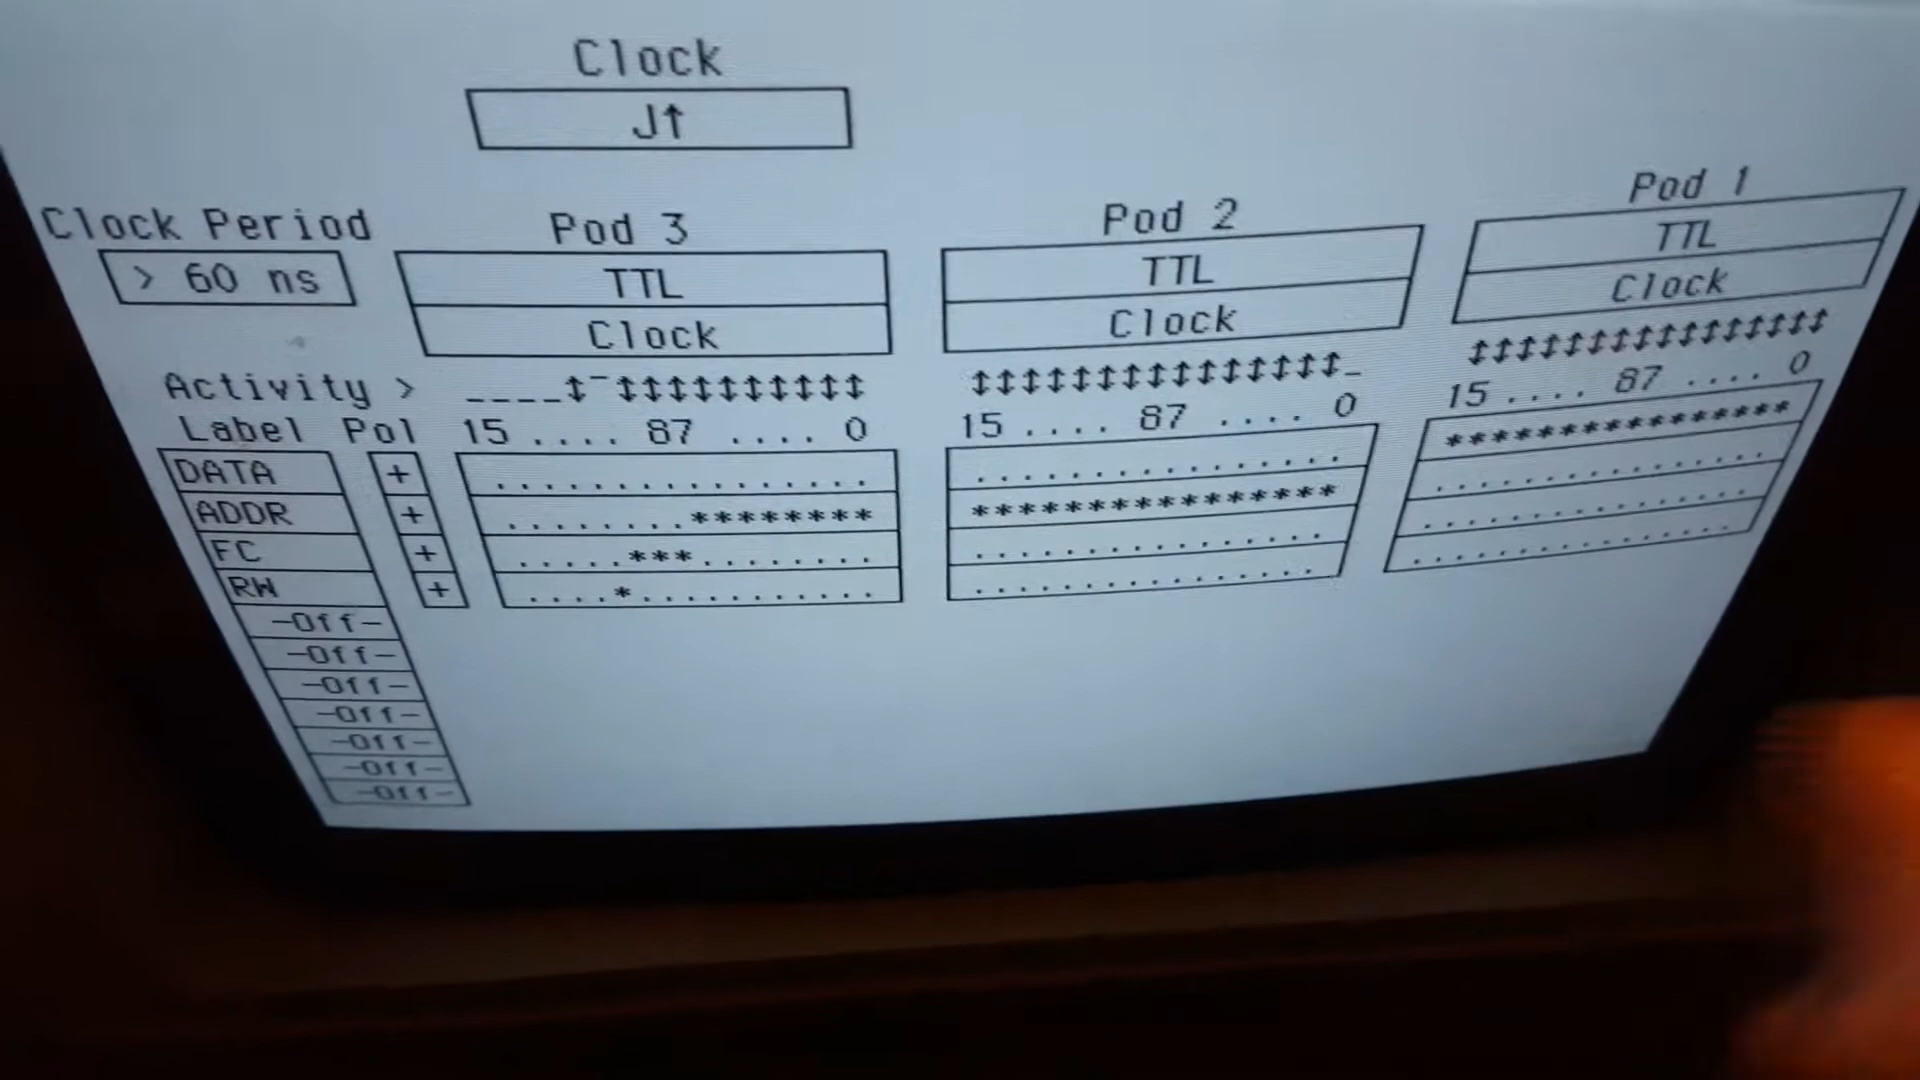 Clock
J↑
Clock Period Pod 3 Pod 2 Pod 1
> 60 ns TTL TTL TTL
Clock Clock Clock
Activity > ____↕¯↕↕↕↕↕↕↕↕↕↕ ↕↕↕↕↕↕↕↕↕↕↕↕↕↕↕_ ↕↕↕↕↕↕↕↕↕↕↕↕↕↕↕↕
Label Pol 15 .... 87 .... 0 15 .... 87 .... 0 15 .... 87 .... 0
DATA + ................ ................ ****************
ADDR + ........******** **************** ................
FC + .....***........ ................ ................
RW + ....*........... ................ ................
-Off-
-Off-
-Off-
-Off-
-Off-
-Off-
-Off-